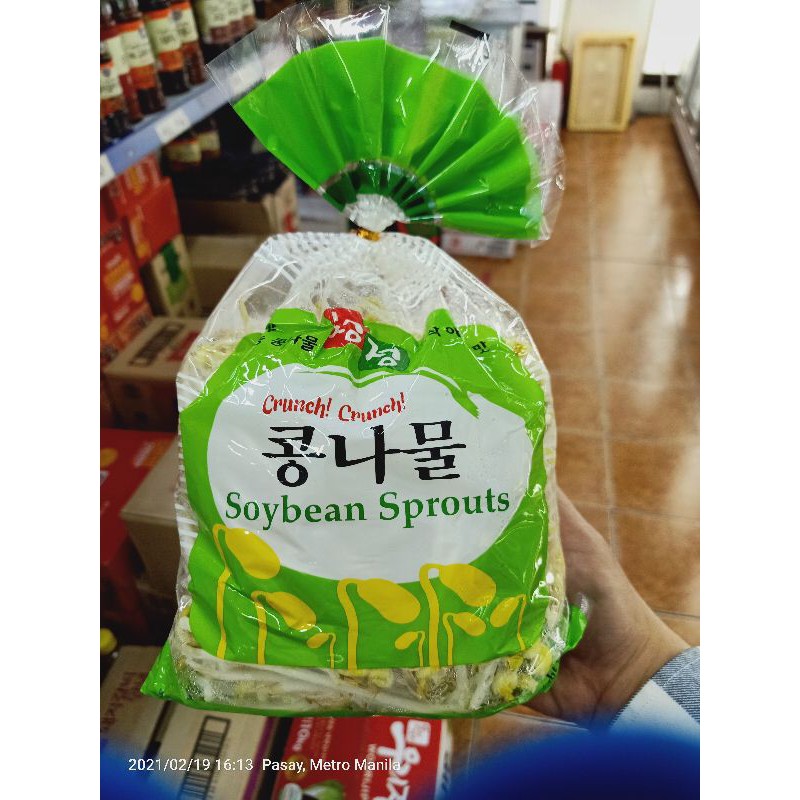 Crunch! Crunch!
콩나물
Soybean Sprouts
2021/02/19 16:13 Pasay, Metro Manila